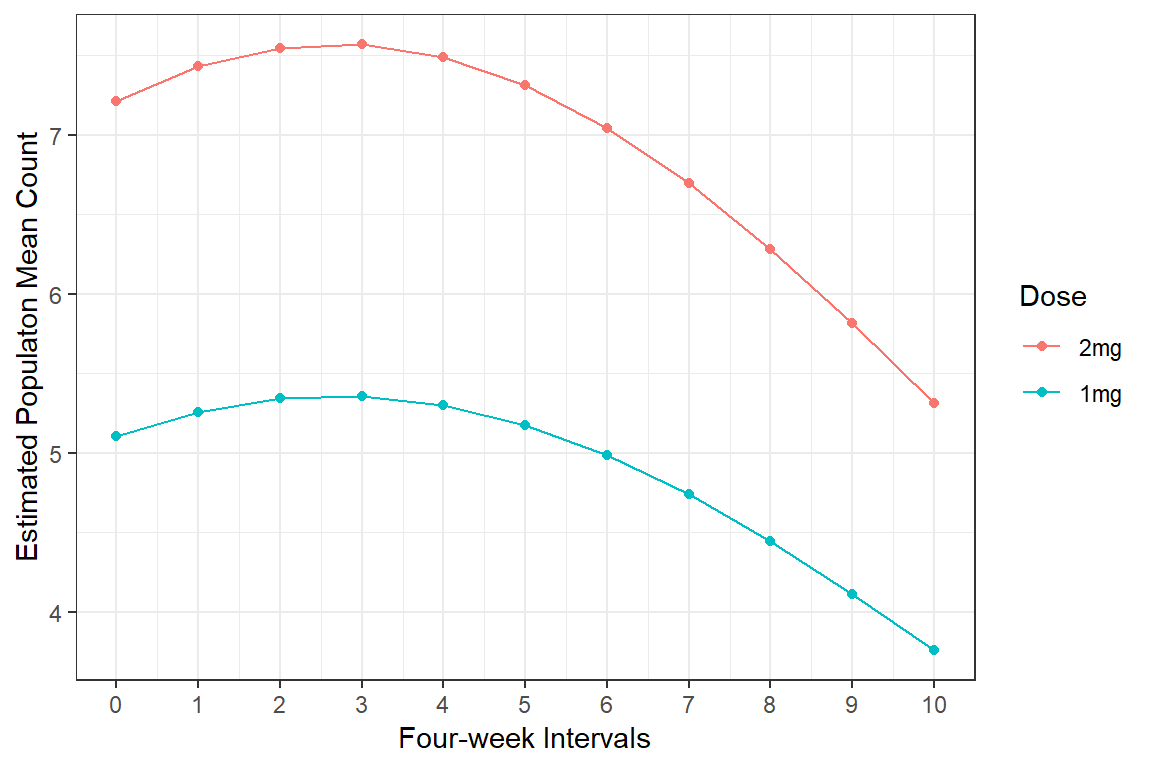 Estimated Populaton Mean Count
7
6
5
4
0 1 2 3 4 5 6 7 8 9 10
Four-week Intervals
Dose
2mg
1mg